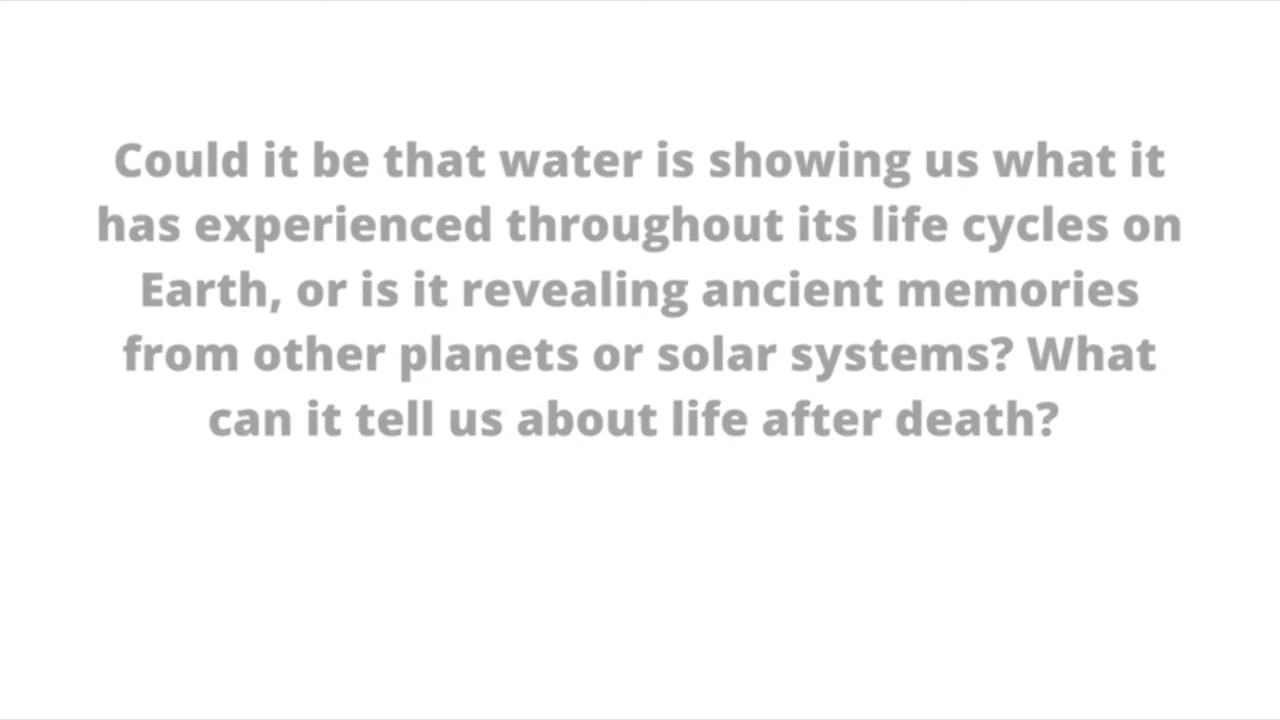 Could it be that water is showing us what it
has experienced throughout its life cycles on
Earth, or is it revealing ancient memories
from other planets or solar systems? What
can it tell us about life after death?